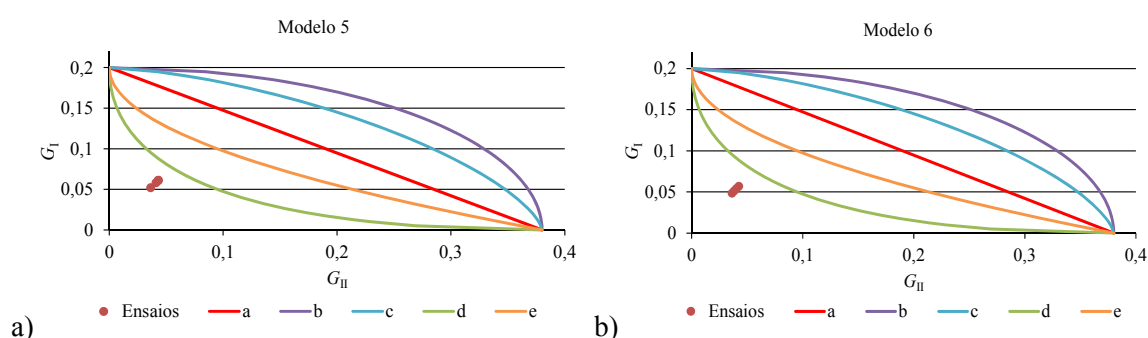 Modelo 5
0,2
0,15
0,1
0,05
0
0 0,1 0,2 0,3 0,4
G_I
G_II
Ensaios a b c d e
a)
Modelo 6
0,2
0,15
0,1
0,05
0
0 0,1 0,2 0,3 0,4
G_I
G_II
Ensaios a b c d e
b)